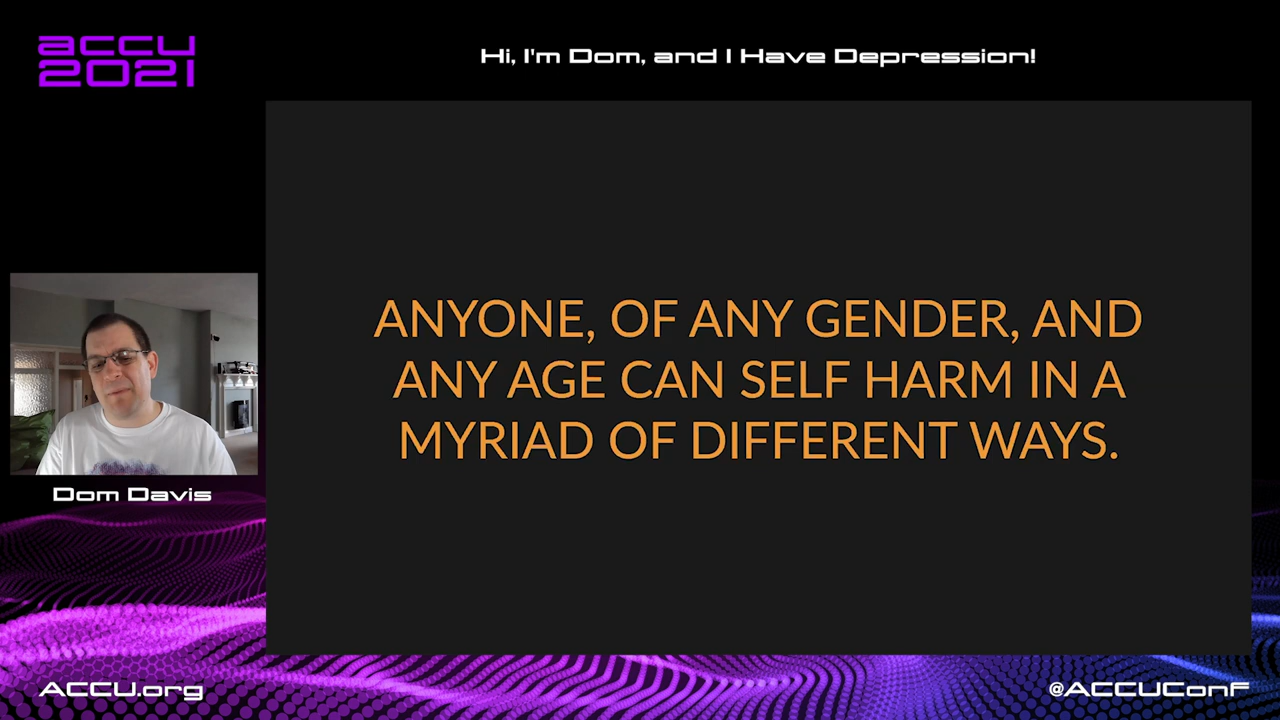 accu
2021
Hi, I'm Dom, and I Have Depression!
ANYONE, OF ANY GENDER, AND
ANY AGE CAN SELF HARM IN A
MYRIAD OF DIFFERENT WAYS.
Dom Davis
ACCU.org
@ACCUConf